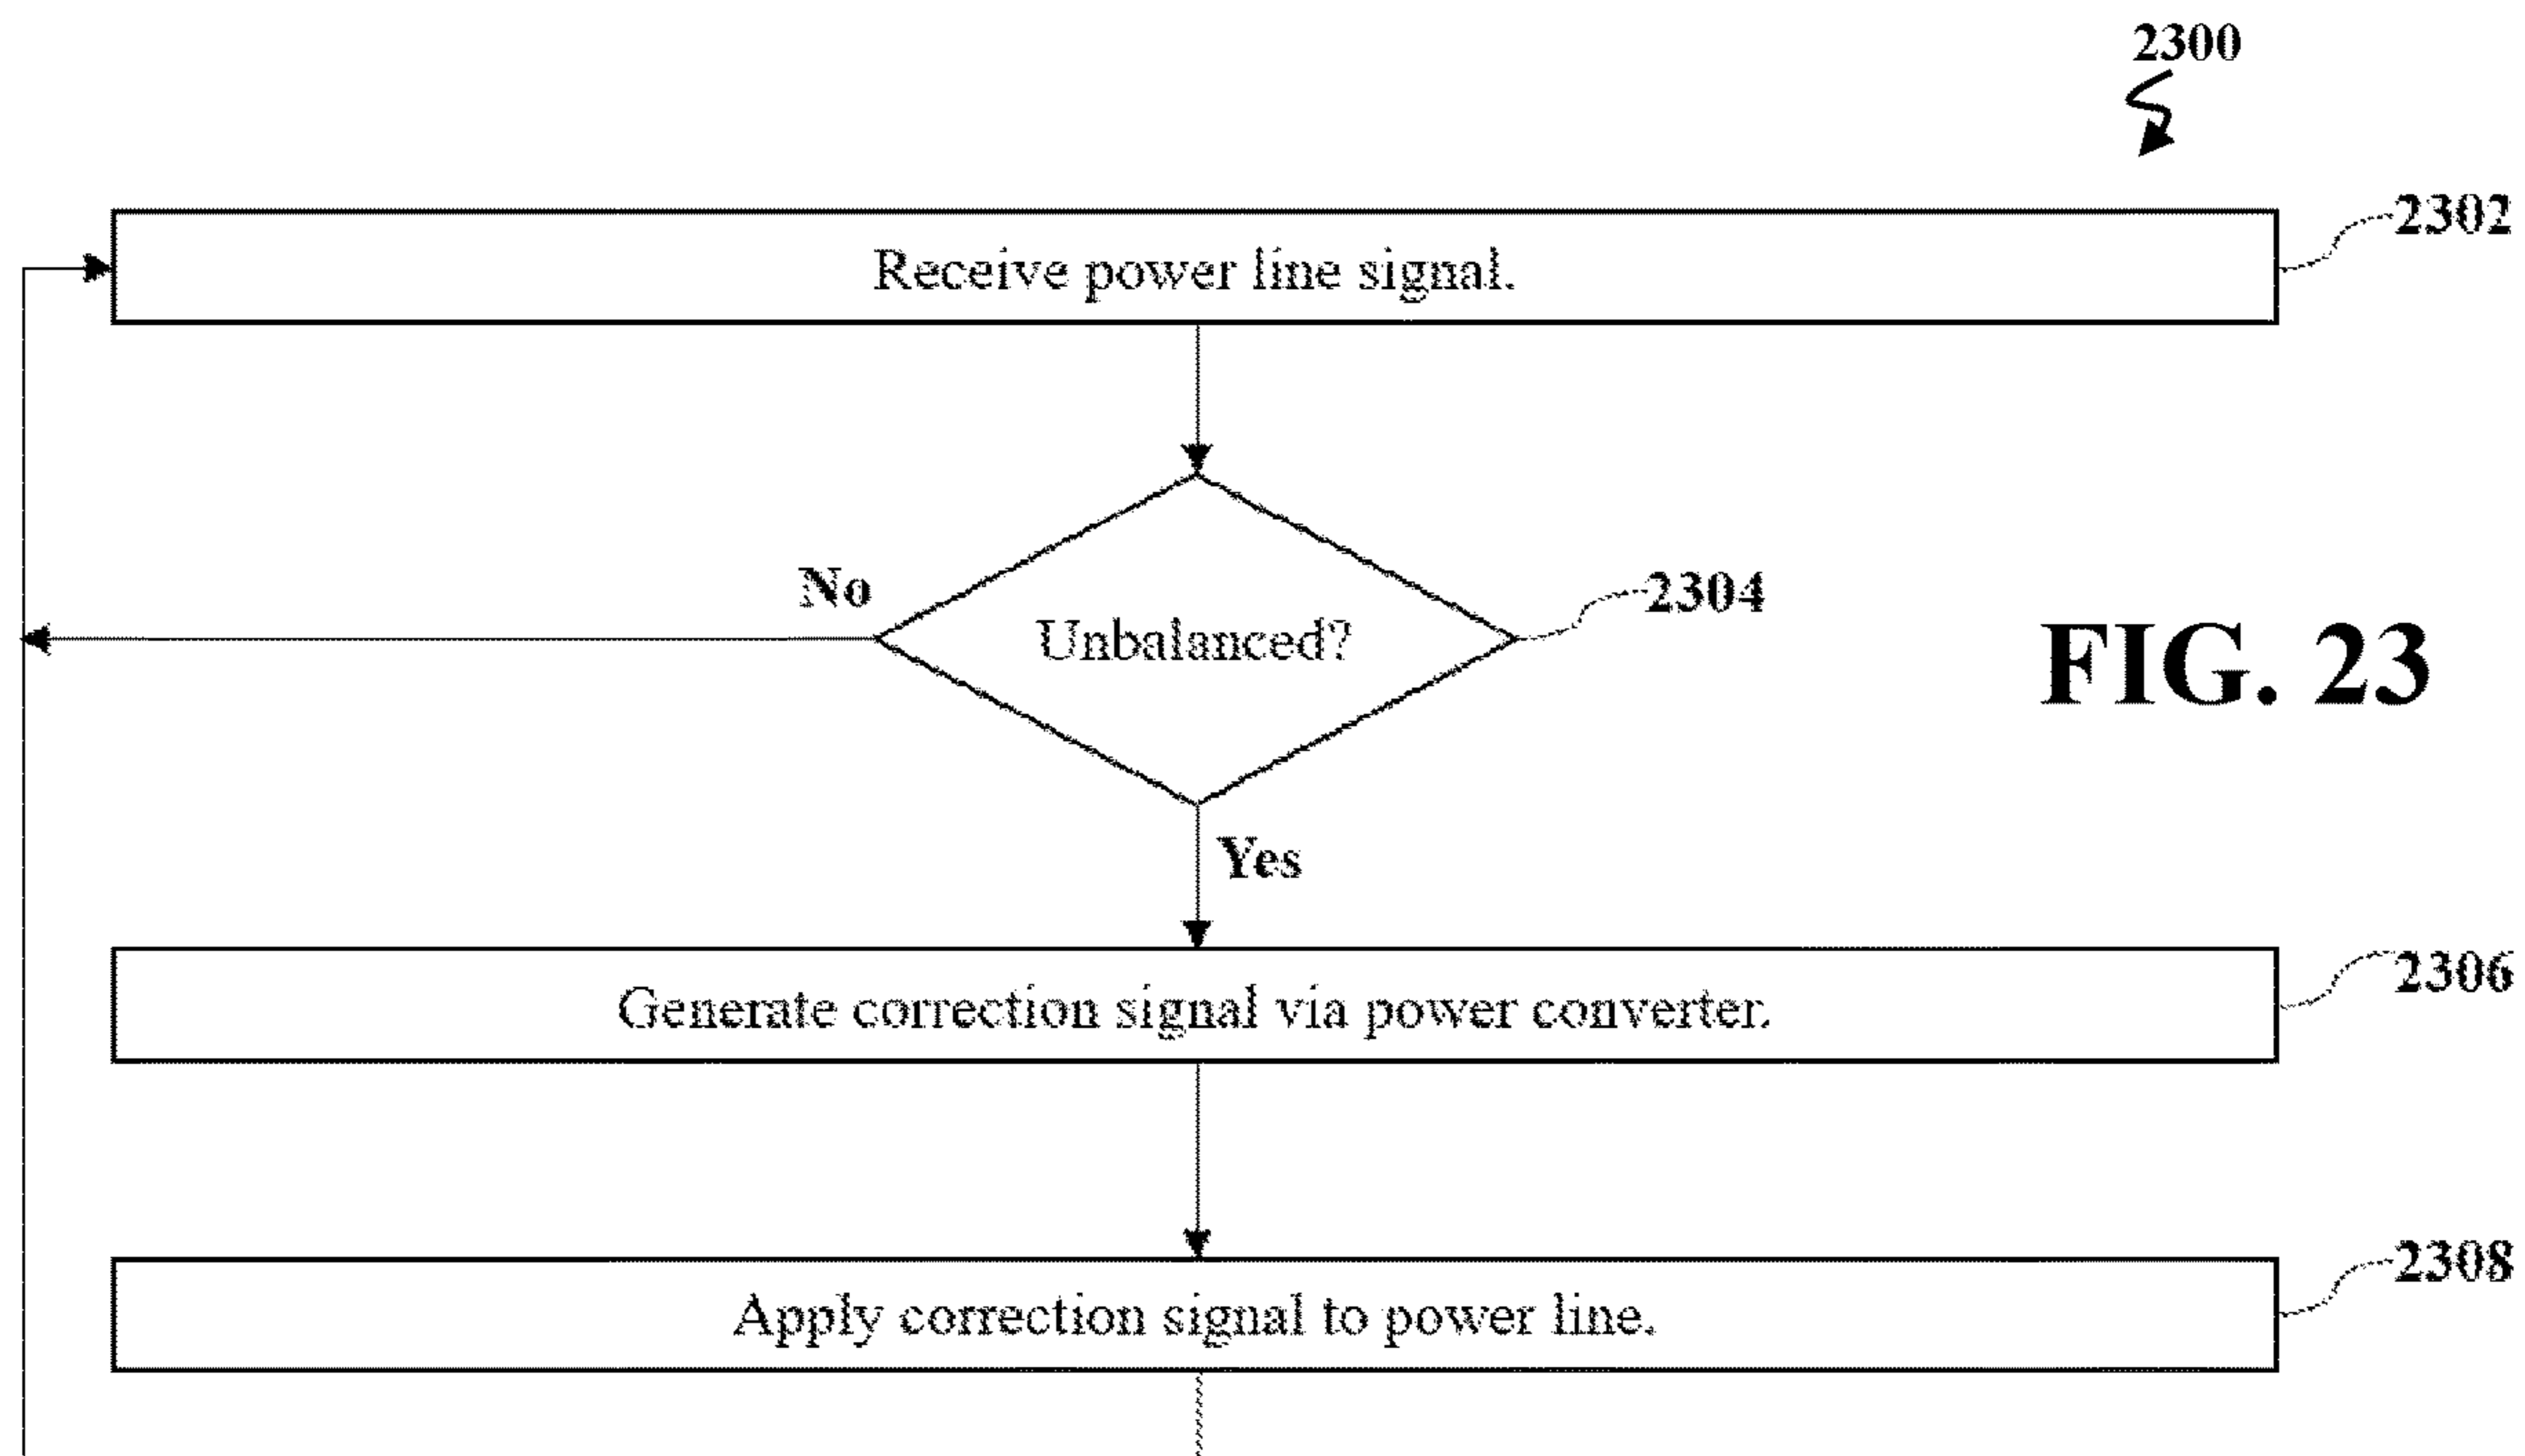 2300
Receive power line signal.
2302
No
Unbalanced?
2304
FIG. 23
Yes
Generate correction signal via power converter.
2306
Apply correction signal to power line.
2308